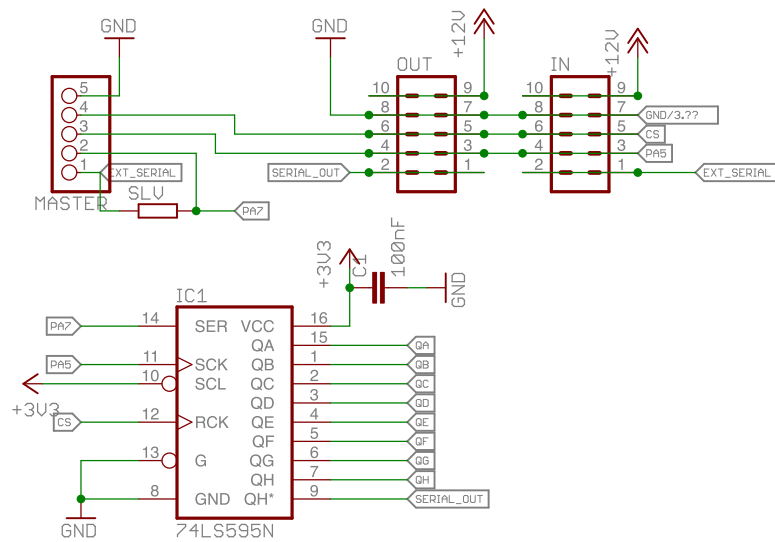 GND
GND
+12V
+12V
OUT
IN
5
4
3
2
1
EXT_SERIAL
MASTER
SLV
PA7
10 9
8 7
6 5
4 3
2 1
SERIAL_OUT
10 9
8 7
6 5
4 3
2 1
GND/3.??
CS
PA5
EXT_SERIAL
+3V3
C1
100nF
GND
IC1
PA7 14 SER VCC 16
QA 15 QA
PA5 11 SCK QB 1 QB
10 SCL QC 2 QC
+3V3
QD 3 QD
CS 12 RCK QE 4 QE
QF 5 QF
13 G QG 6 QG
QH 7 QH
8 GND QH* 9 SERIAL_OUT
GND
74LS595N